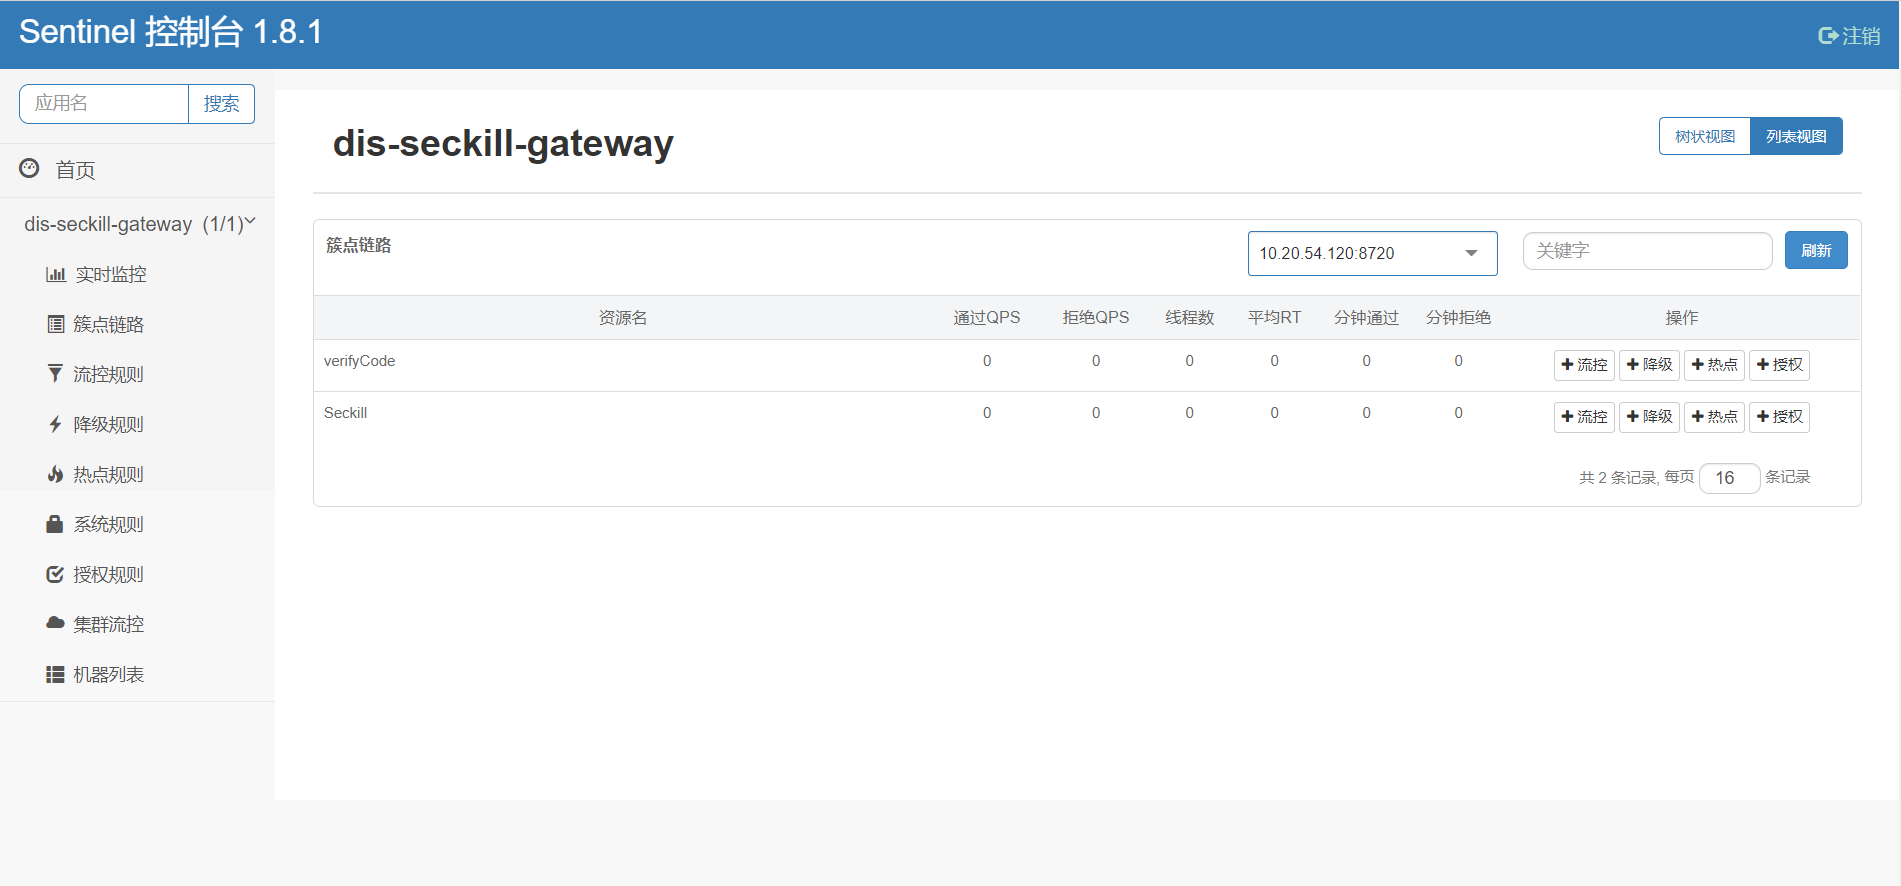 Sentinel 控制台 1.8.1
注销
应用名 搜索
首页
dis-seckill-gateway (1/1)
实时监控
簇点链路
流控规则
降级规则
热点规则
系统规则
授权规则
集群流控
机器列表
dis-seckill-gateway
树状视图 列表视图
簇点链路 10.20.54.120:8720 关键字 刷新
资源名 通过QPS 拒绝QPS 线程数 平均RT 分钟通过 分钟拒绝 操作
verifyCode 0 0 0 0 0 0 流控 降级 热点 授权
Seckill 0 0 0 0 0 0 流控 降级 热点 授权
共 2 条记录, 每页 16 条记录